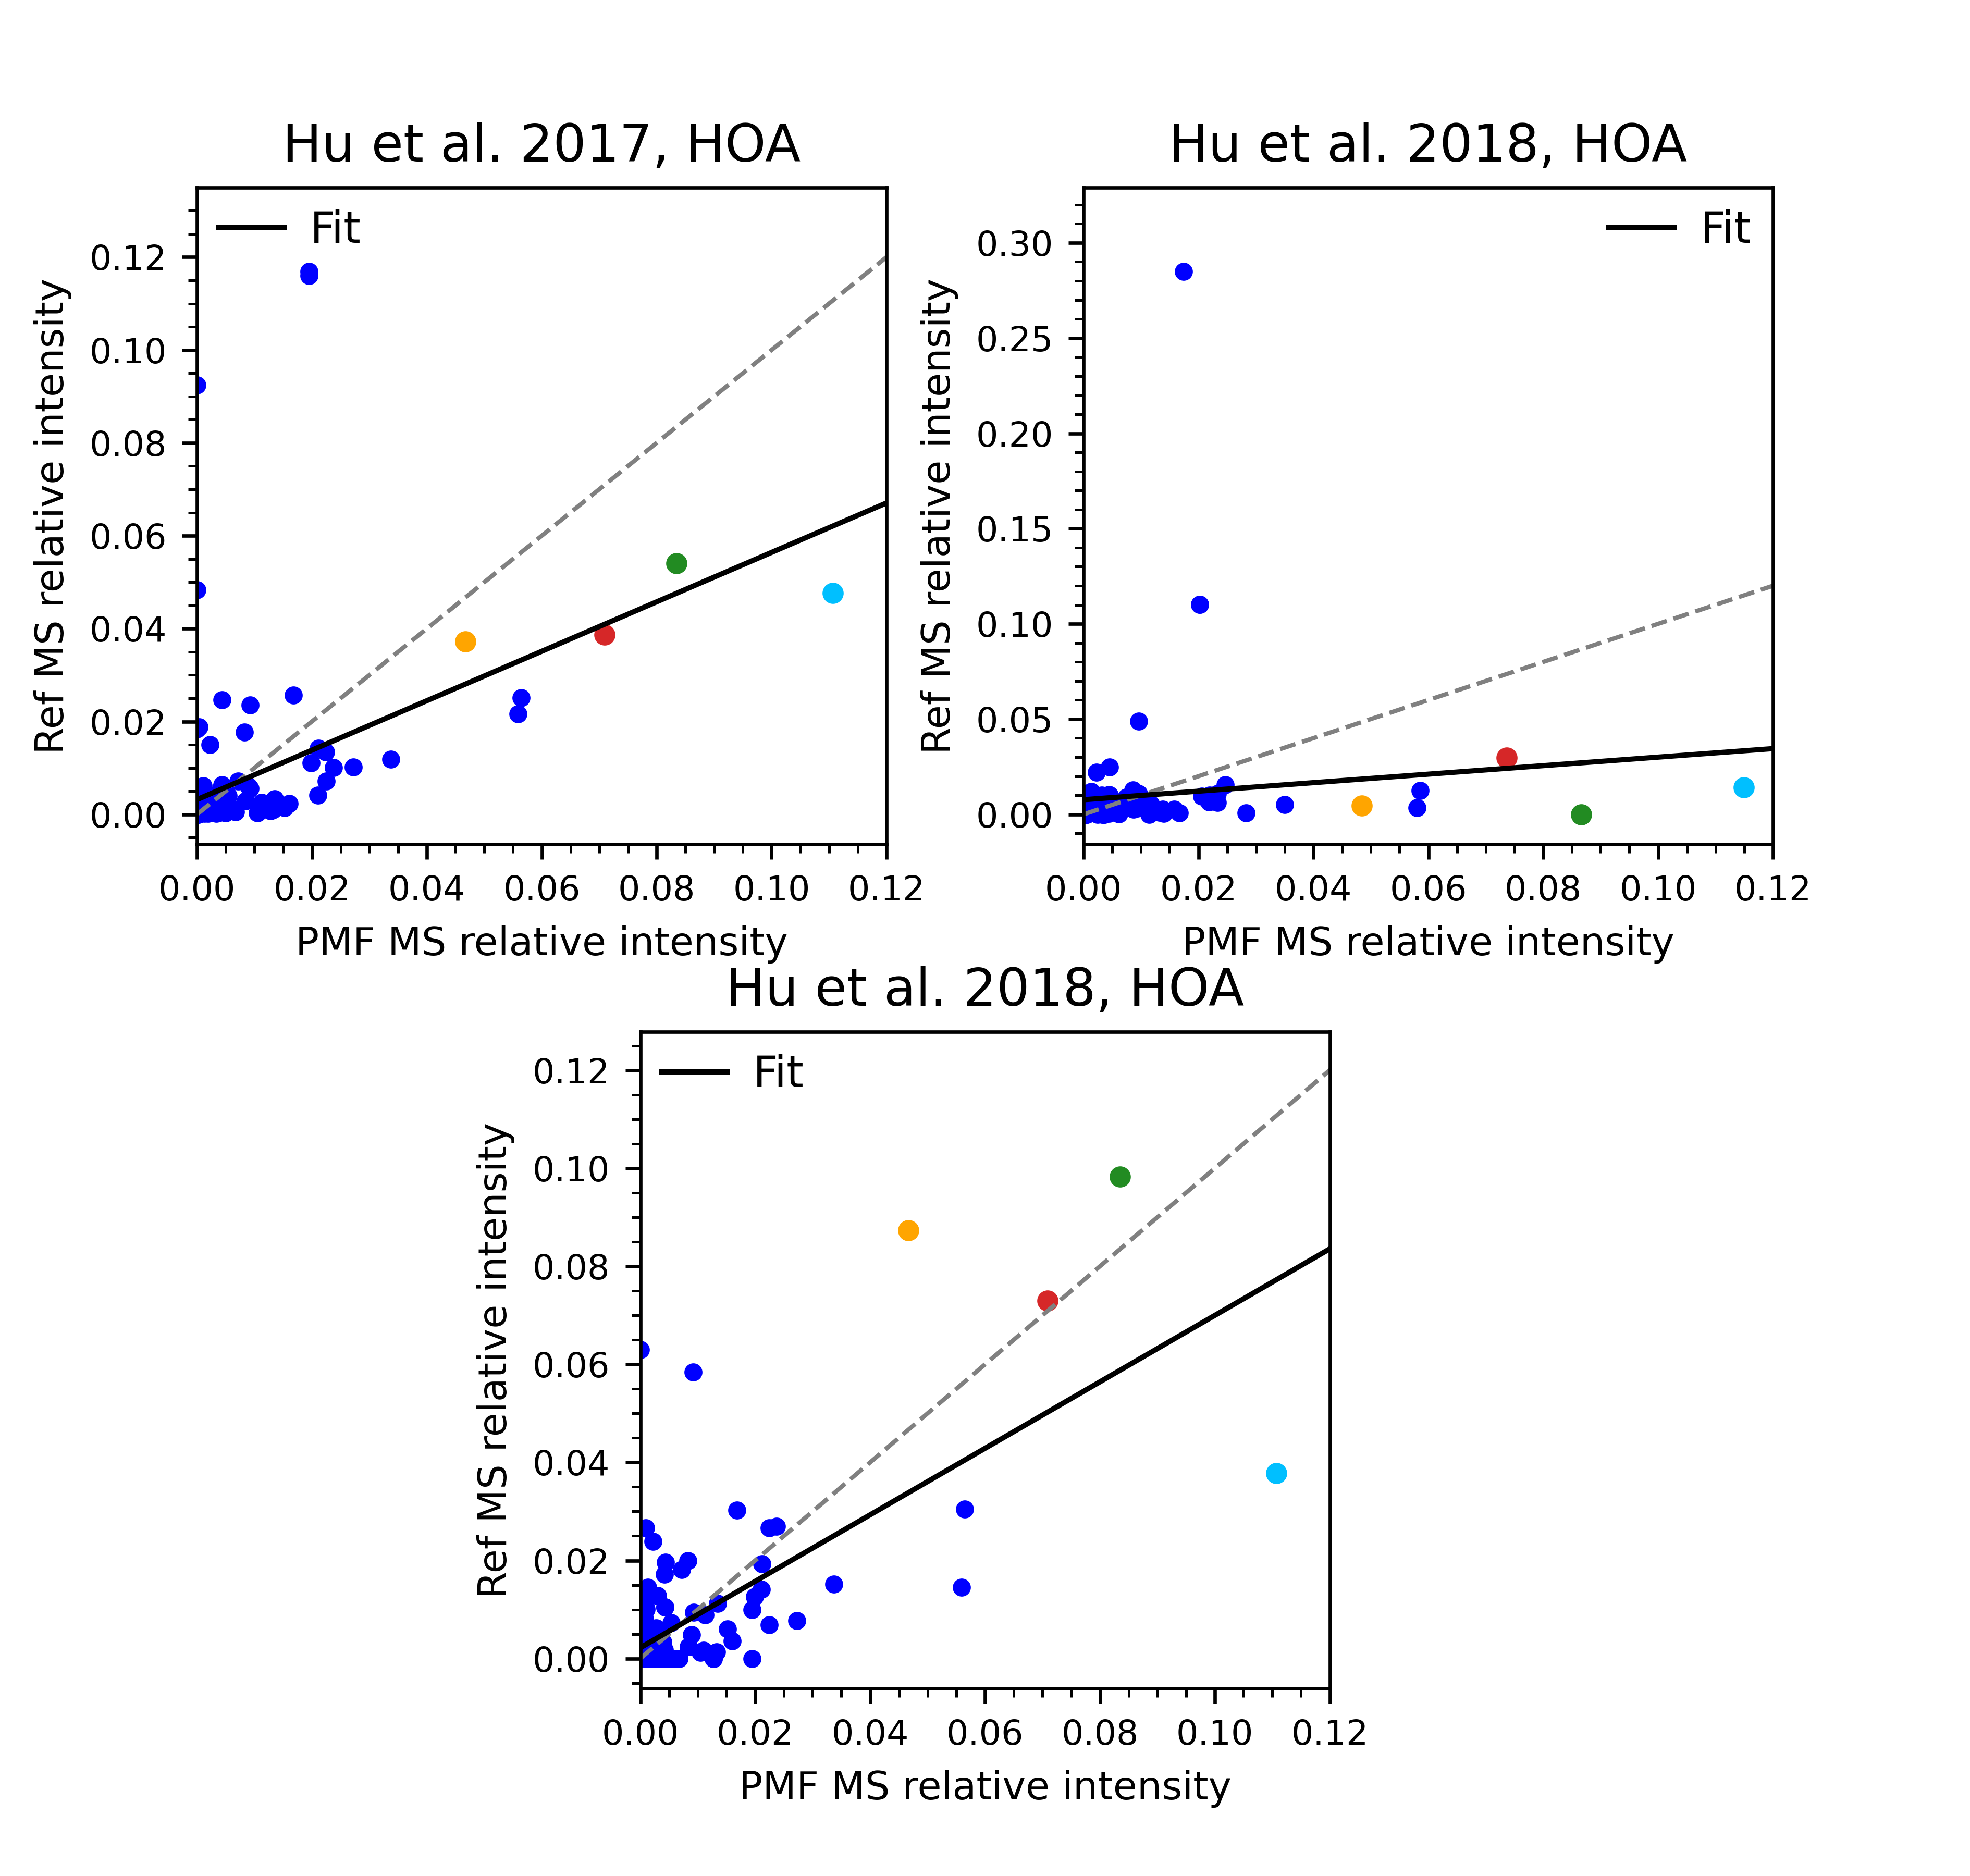 Hu et al. 2017, HOA
Fit
0.12
0.10
0.08
0.06
0.04
0.02
0.00
Ref MS relative intensity
0.00 0.02 0.04 0.06 0.08 0.10 0.12
PMF MS relative intensity
Hu et al. 2018, HOA
Fit
0.30
0.25
0.20
0.15
0.10
0.05
0.00
Ref MS relative intensity
0.00 0.02 0.04 0.06 0.08 0.10 0.12
PMF MS relative intensity
Hu et al. 2018, HOA
Fit
0.12
0.10
0.08
0.06
0.04
0.02
0.00
Ref MS relative intensity
0.00 0.02 0.04 0.06 0.08 0.10 0.12
PMF MS relative intensity